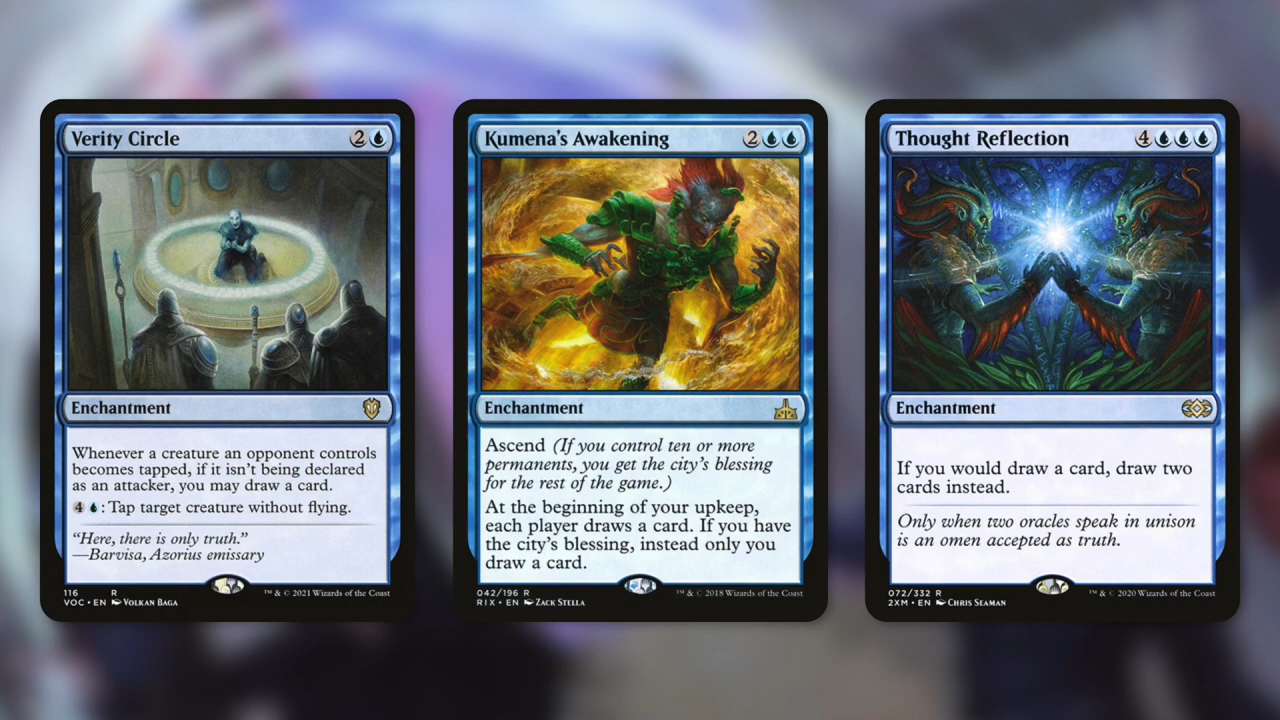 Verity Circle 2
Enchantment
Whenever a creature an opponent controls
becomes tapped, if it isn't being declared
as an attacker, you may draw a card.
4 : Tap target creature without flying.
"Here, there is only truth."
—Barvisa, Azorius emissary
116 R
VOC • EN VOLKAN BAGA
™ & © 2021 Wizards of the Coast
Kumena's Awakening 2
Enchantment
Ascend (If you control ten or more
permanents, you get the city's blessing
for the rest of the game.)
At the beginning of your upkeep,
each player draws a card. If you have
the city's blessing, instead only you
draw a card.
042/196 R
RIX • EN ZACK STELLA
™ & © 2018 Wizards of the Coast
Thought Reflection 4
Enchantment
If you would draw a card, draw two
cards instead.
Only when two oracles speak in unison
is an omen accepted as truth.
072/332 R
2XM • EN CHRIS SEAMAN
™ & © 2020 Wizards of the Coast